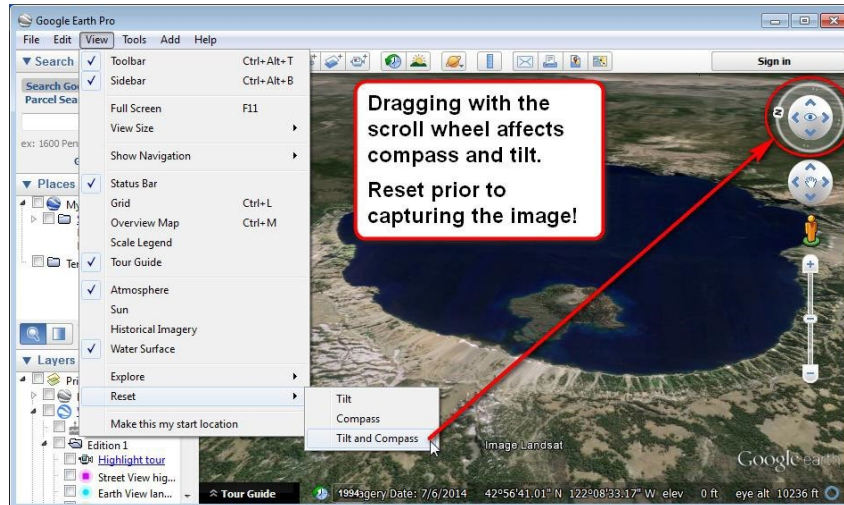 Google Earth Pro
File Edit View Tools Add Help
Search
Search Go
Parcel Sea
ex: 1600 Pen
Places
My
Te
Layers
Pri
Edition 1
Highlight tour
Street View hig...
Earth View lan...
Toolbar Ctrl+Alt+T
Sidebar Ctrl+Alt+B
Full Screen F11
View Size
Show Navigation
Status Bar
Grid Ctrl+L
Overview Map Ctrl+M
Scale Legend
Tour Guide
Atmosphere
Sun
Historical Imagery
Water Surface
Explore
Reset
Make this my start location
Tilt
Compass
Tilt and Compass
Sign in
Dragging with the
scroll wheel affects
compass and tilt.
Reset prior to
capturing the image!
N
Image Landsat
Google earth
Tour Guide
1994 agery Date: 7/6/2014 42°56'41.01" N 122°08'33.17" W elev 0 ft eye alt 10236 ft